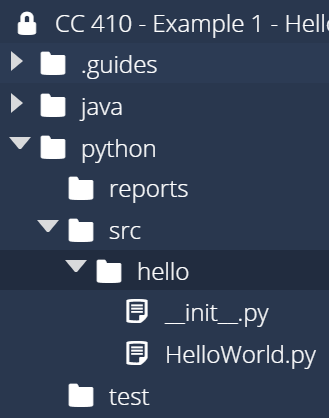 CC 410 - Example 1 - Hell
.guides
java
python
reports
src
hello
__init__.py
HelloWorld.py
test